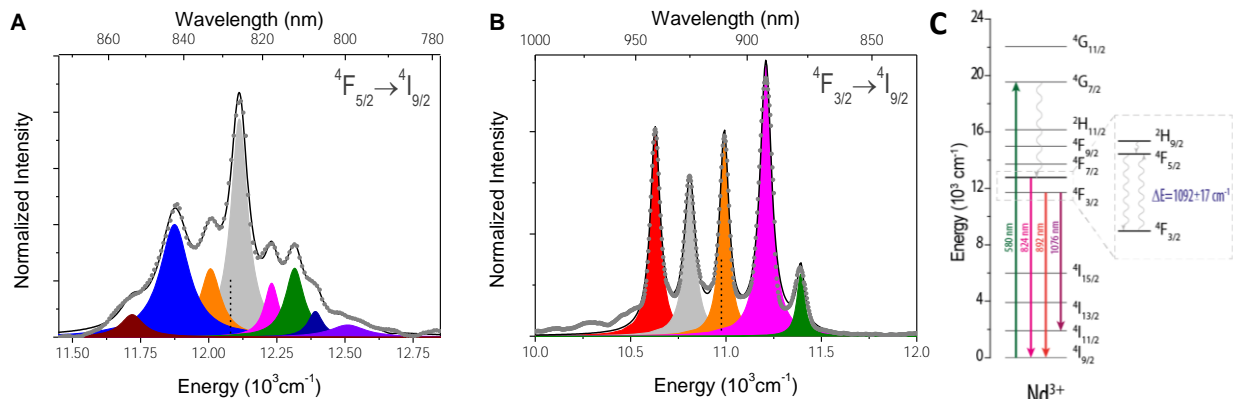 A
Wavelength (nm)
860 840 820 800 780
⁴F₅/₂→⁴I₉/₂
Normalized Intensity
11.50 11.75 12.00 12.25 12.50 12.75
Energy (10³cm⁻¹)
B
Wavelength (nm)
1000 950 900 850
⁴F₃/₂→⁴I₉/₂
Normalized Intensity
10.0 10.5 11.0 11.5 12.0
Energy (10³cm⁻¹)
C
Energy (10³ cm⁻¹)
24
20
16
12
8
4
0
⁴G₁₁/₂
⁴G₇/₂
²H₁₁/₂
⁴F₉/₂
⁴F₇/₂
⁴F₃/₂
⁴I₁₅/₂
⁴I₁₃/₂
⁴I₁₁/₂
⁴I₉/₂
580 nm
824 nm
892 nm
1076 nm
²H₉/₂
⁴F₅/₂
ΔE=1092±17 cm⁻¹
⁴F₃/₂
Nd³⁺